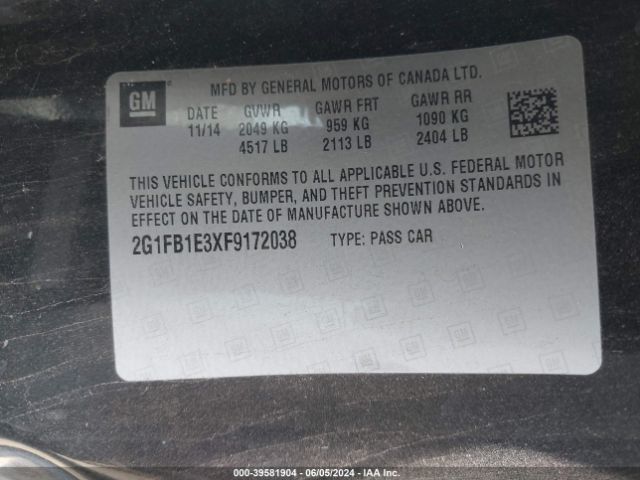 GM
MFD BY GENERAL MOTORS OF CANADA LTD.
DATE GVWR GAWR FRT GAWR RR
11/14 2049 KG 959 KG 1090 KG
4517 LB 2113 LB 2404 LB
THIS VEHICLE CONFORMS TO ALL APPLICABLE U.S. FEDERAL MOTOR
VEHICLE SAFETY, BUMPER, AND THEFT PREVENTION STANDARDS IN
EFFECT ON THE DATE OF MANUFACTURE SHOWN ABOVE.
2G1FB1E3XF9172038 TYPE: PASS CAR
000-39581904 - 06/05/2024 - IAA Inc.